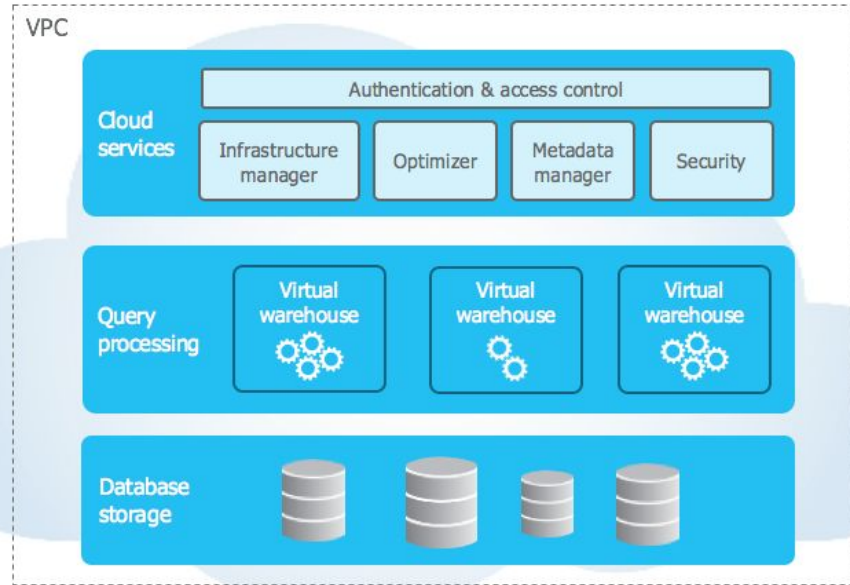 VPC
Cloud
services
Authentication & access control
Infrastructure
manager
Optimizer
Metadata
manager
Security
Query
processing
Virtual
warehouse
Virtual
warehouse
Virtual
warehouse
Database
storage